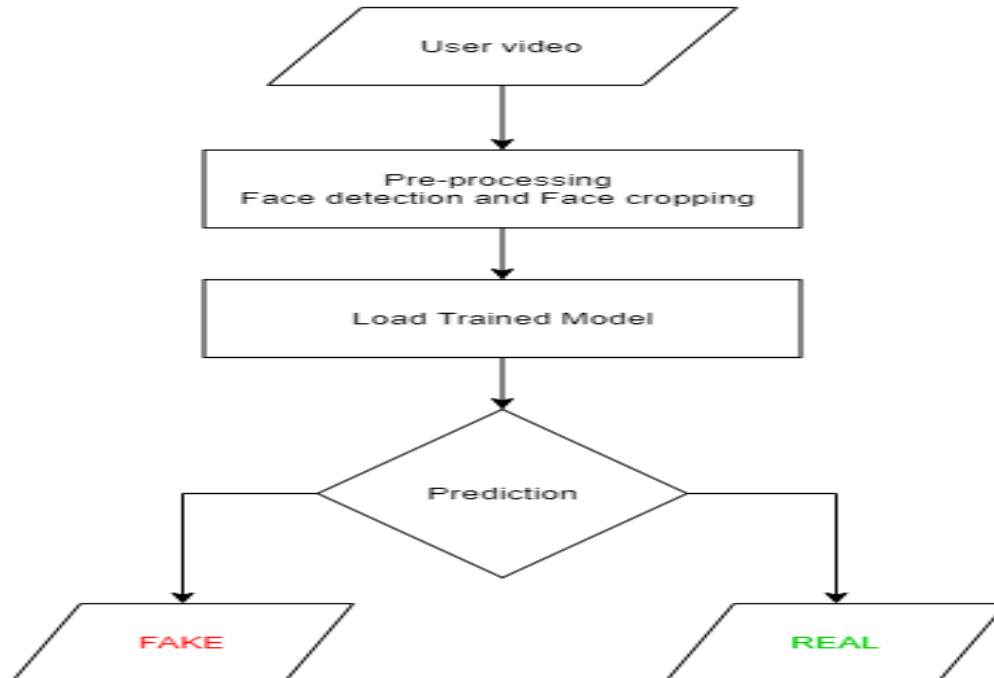 User video
Pre-processing
Face detection and Face cropping
Load Trained Model
Prediction
FAKE
REAL